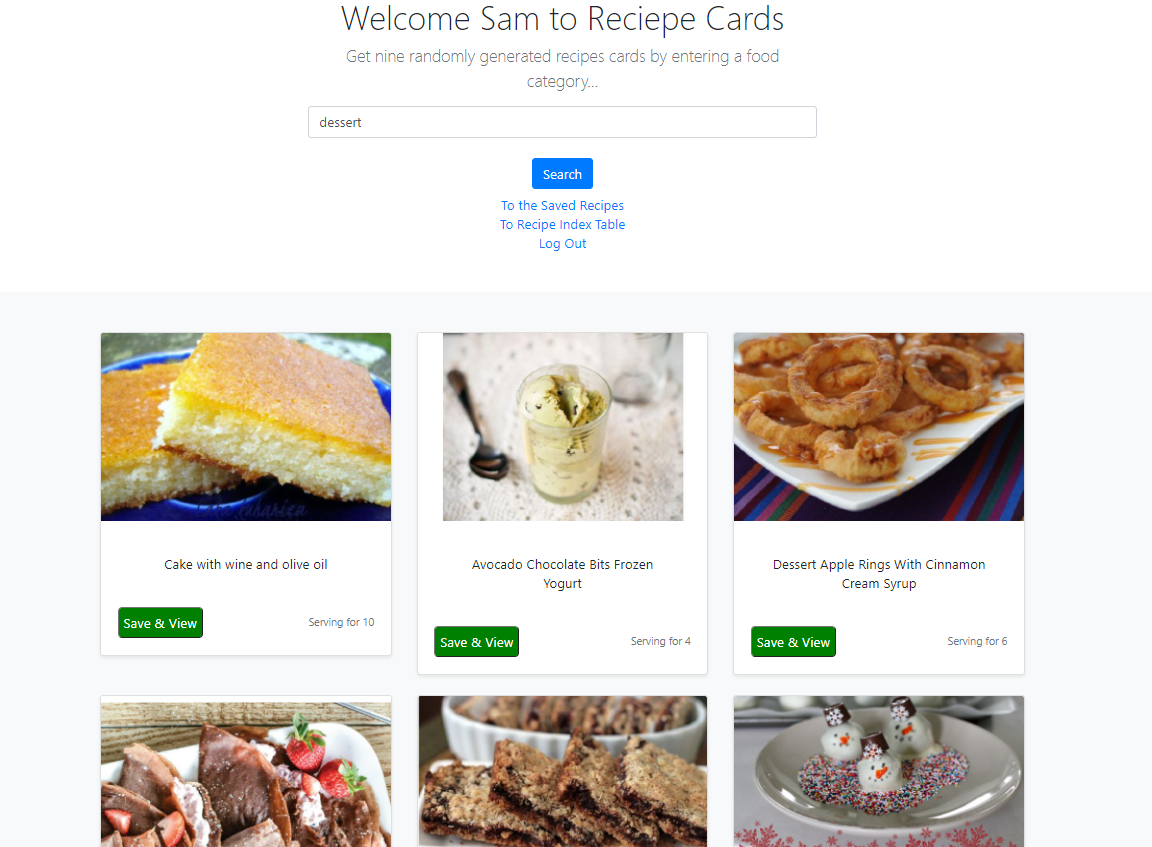 Welcome Sam to Reciepe Cards
Get nine randomly generated recipes cards by entering a food
category...
dessert
Search
To the Saved Recipes
To Recipe Index Table
Log Out
Cake with wine and olive oil
Save & View
Serving for 10
Avocado Chocolate Bits Frozen
Yogurt
Save & View
Serving for 4
Dessert Apple Rings With Cinnamon
Cream Syrup
Save & View
Serving for 6